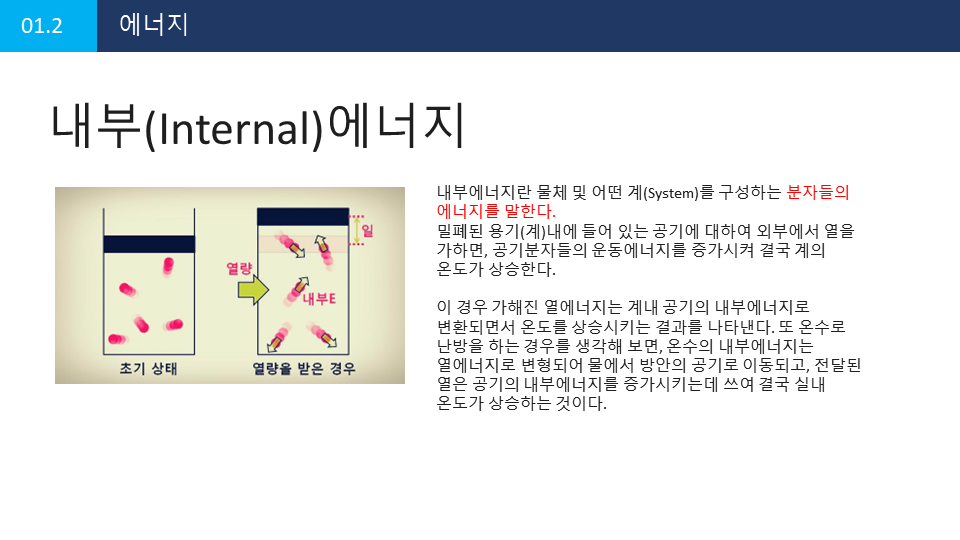 01.2
에너지
내부(Internal)에너지
일
열량
내부E
초기 상태
열량을 받은 경우
내부에너지란 물체 및 어떤 계(System)를 구성하는 분자들의
에너지를 말한다.
밀폐된 용기(계)내에 들어 있는 공기에 대하여 외부에서 열을
가하면, 공기분자들의 운동에너지를 증가시켜 결국 계의
온도가 상승한다.
이 경우 가해진 열에너지는 계내 공기의 내부에너지로
변환되면서 온도를 상승시키는 결과를 나타낸다. 또 온수로
난방을 하는 경우를 생각해 보면, 온수의 내부에너지는
열에너지로 변형되어 물에서 방안의 공기로 이동되고, 전달된
열은 공기의 내부에너지를 증가시키는데 쓰여 결국 실내
온도가 상승하는 것이다.